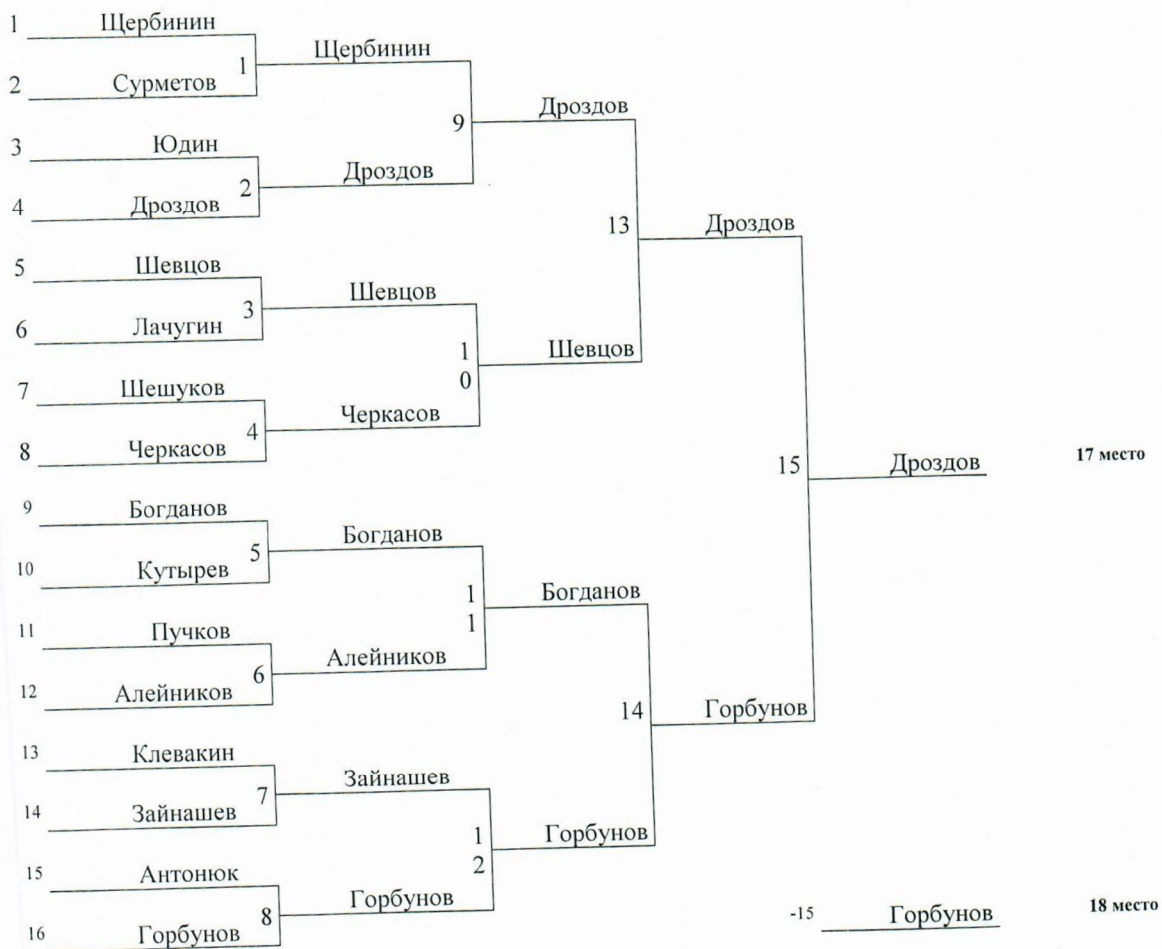 1 Щербинин
Щербинин
1
2 Сурметов
Дроздов
9
3 Юдин
Дроздов
2
4 Дроздов
13 Дроздов
5 Шевцов
Шевцов
3
6 Лачугин
1
0
Шевцов
7 Шешуков
Черкасов
4
8 Черкасов
15 Дроздов 17 место
9 Богданов
Богданов
5
10 Кутырев
1
1
Богданов
11 Пучков
Алейников
6
12 Алейников
14 Горбунов
13 Клевакин
Зайнашев
7
14 Зайнашев
1
2
Горбунов
15 Антонюк
Горбунов
8
16 Горбунов
-15 Горбунов 18 место